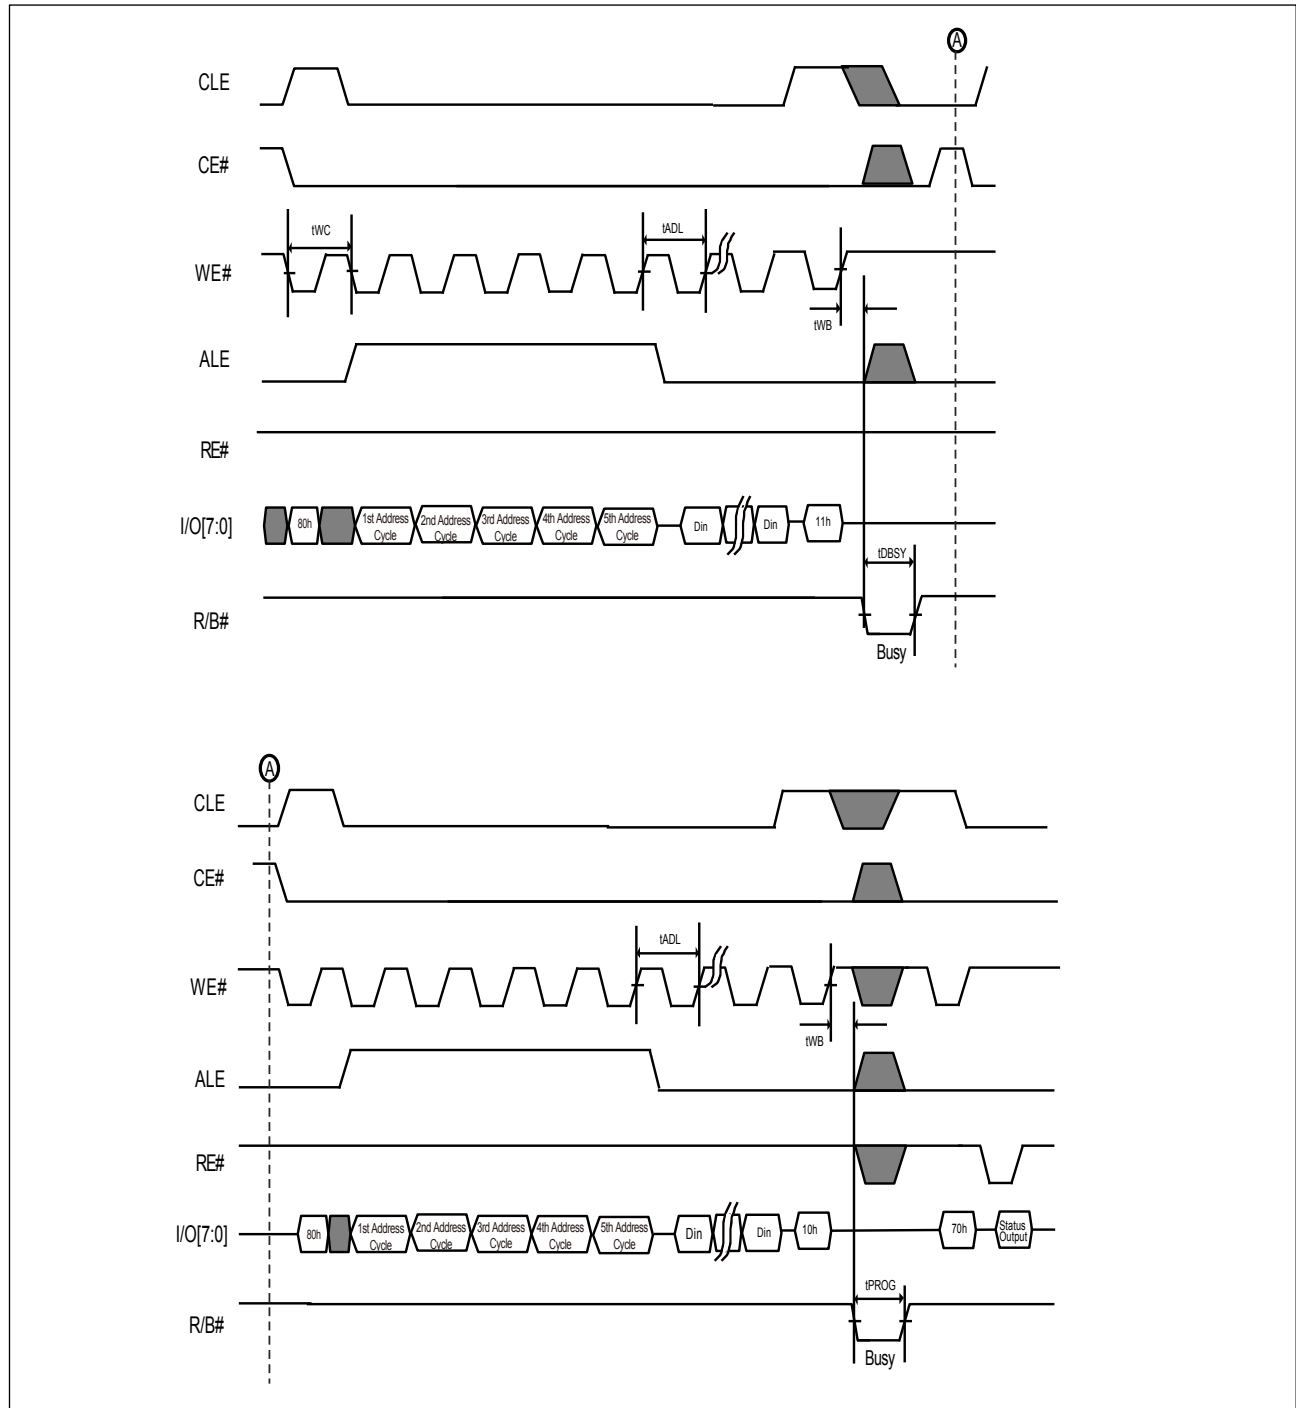 A
CLE
CE#
tWC
tADL
WE#
tWB
ALE
RE#
I/O[7:0]
80h
1st Address
Cycle
2nd Address
Cycle
3rd Address
Cycle
4th Address
Cycle
5th Address
Cycle
Din
Din
11h
tDBSY
R/B#
Busy
A
CLE
CE#
tADL
WE#
tWB
ALE
RE#
I/O[7:0]
80h
1st Address
Cycle
2nd Address
Cycle
3rd Address
Cycle
4th Address
Cycle
5th Address
Cycle
Din
Din
10h
70h
Status
Output
tPROG
R/B#
Busy